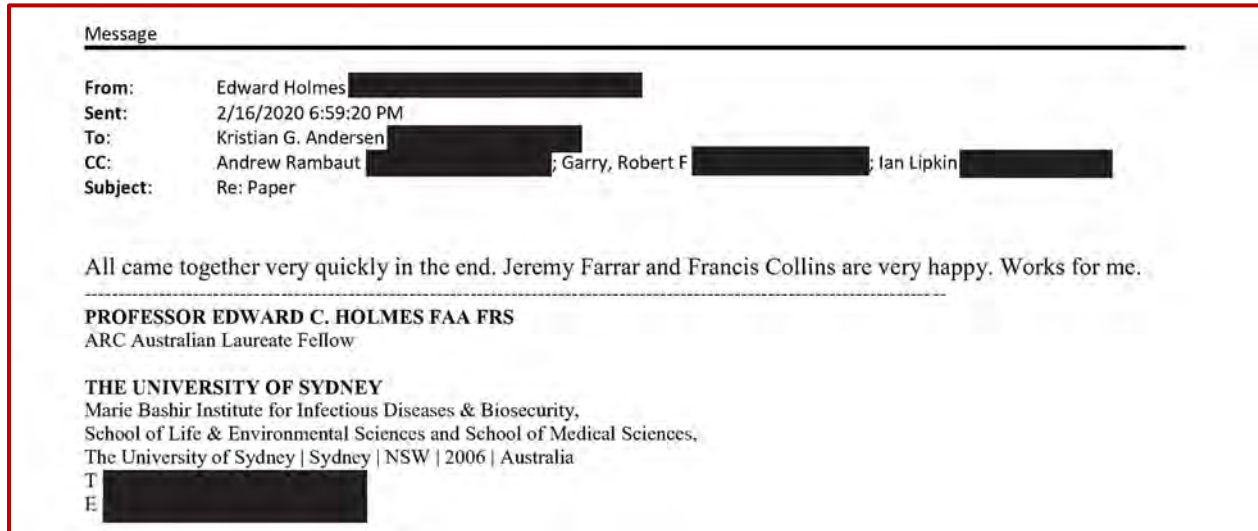 Message
From: Edward Holmes
Sent: 2/16/2020 6:59:20 PM
To: Kristian G. Andersen
CC: Andrew Rambaut ; Garry, Robert F ; Ian Lipkin
Subject: Re: Paper
All came together very quickly in the end. Jeremy Farrar and Francis Collins are very happy. Works for me.
PROFESSOR EDWARD C. HOLMES FAA FRS
ARC Australian Laureate Fellow
THE UNIVERSITY OF SYDNEY
Marie Bashir Institute for Infectious Diseases & Biosecurity,
School of Life & Environmental Sciences and School of Medical Sciences,
The University of Sydney | Sydney | NSW | 2006 | Australia
T
E